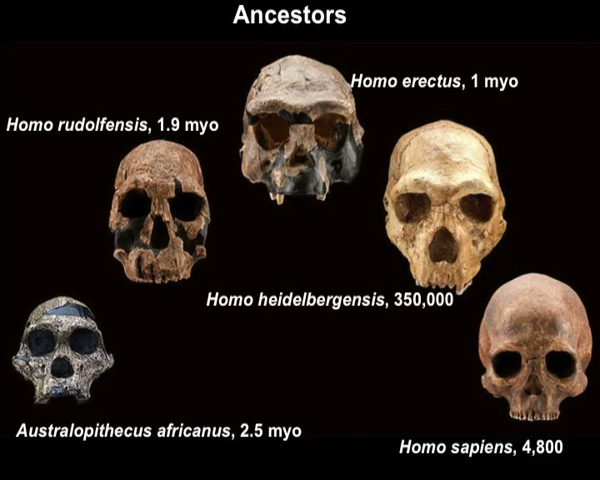 Ancestors
Homo erectus, 1 myo
Homo rudolfensis, 1.9 myo
Homo heidelbergensis, 350,000
Australopithecus africanus, 2.5 myo
Homo sapiens, 4,800